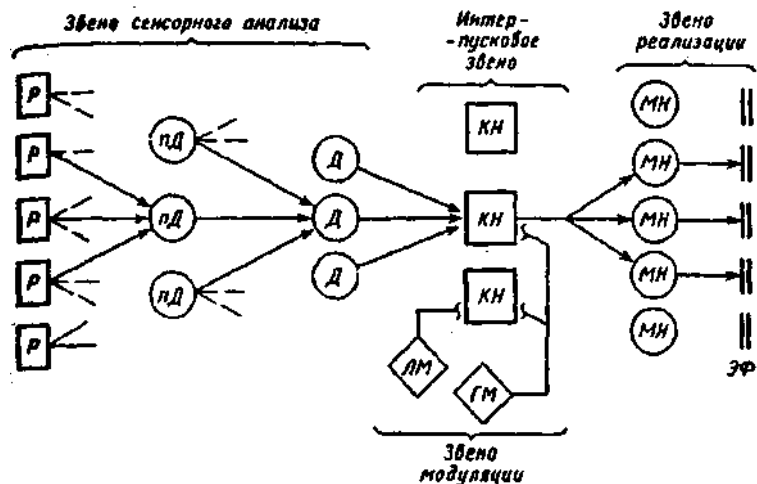 Звено сенсорного анализа
Интер-
-пусковое
звено
Звено
реализации
Р
Р
Р
Р
Р
пД
пД
пД
Д
Д
Д
КН
КН
КН
ЛМ
ГМ
МН
МН
МН
МН
МН
ЭФ
Звено
модуляции